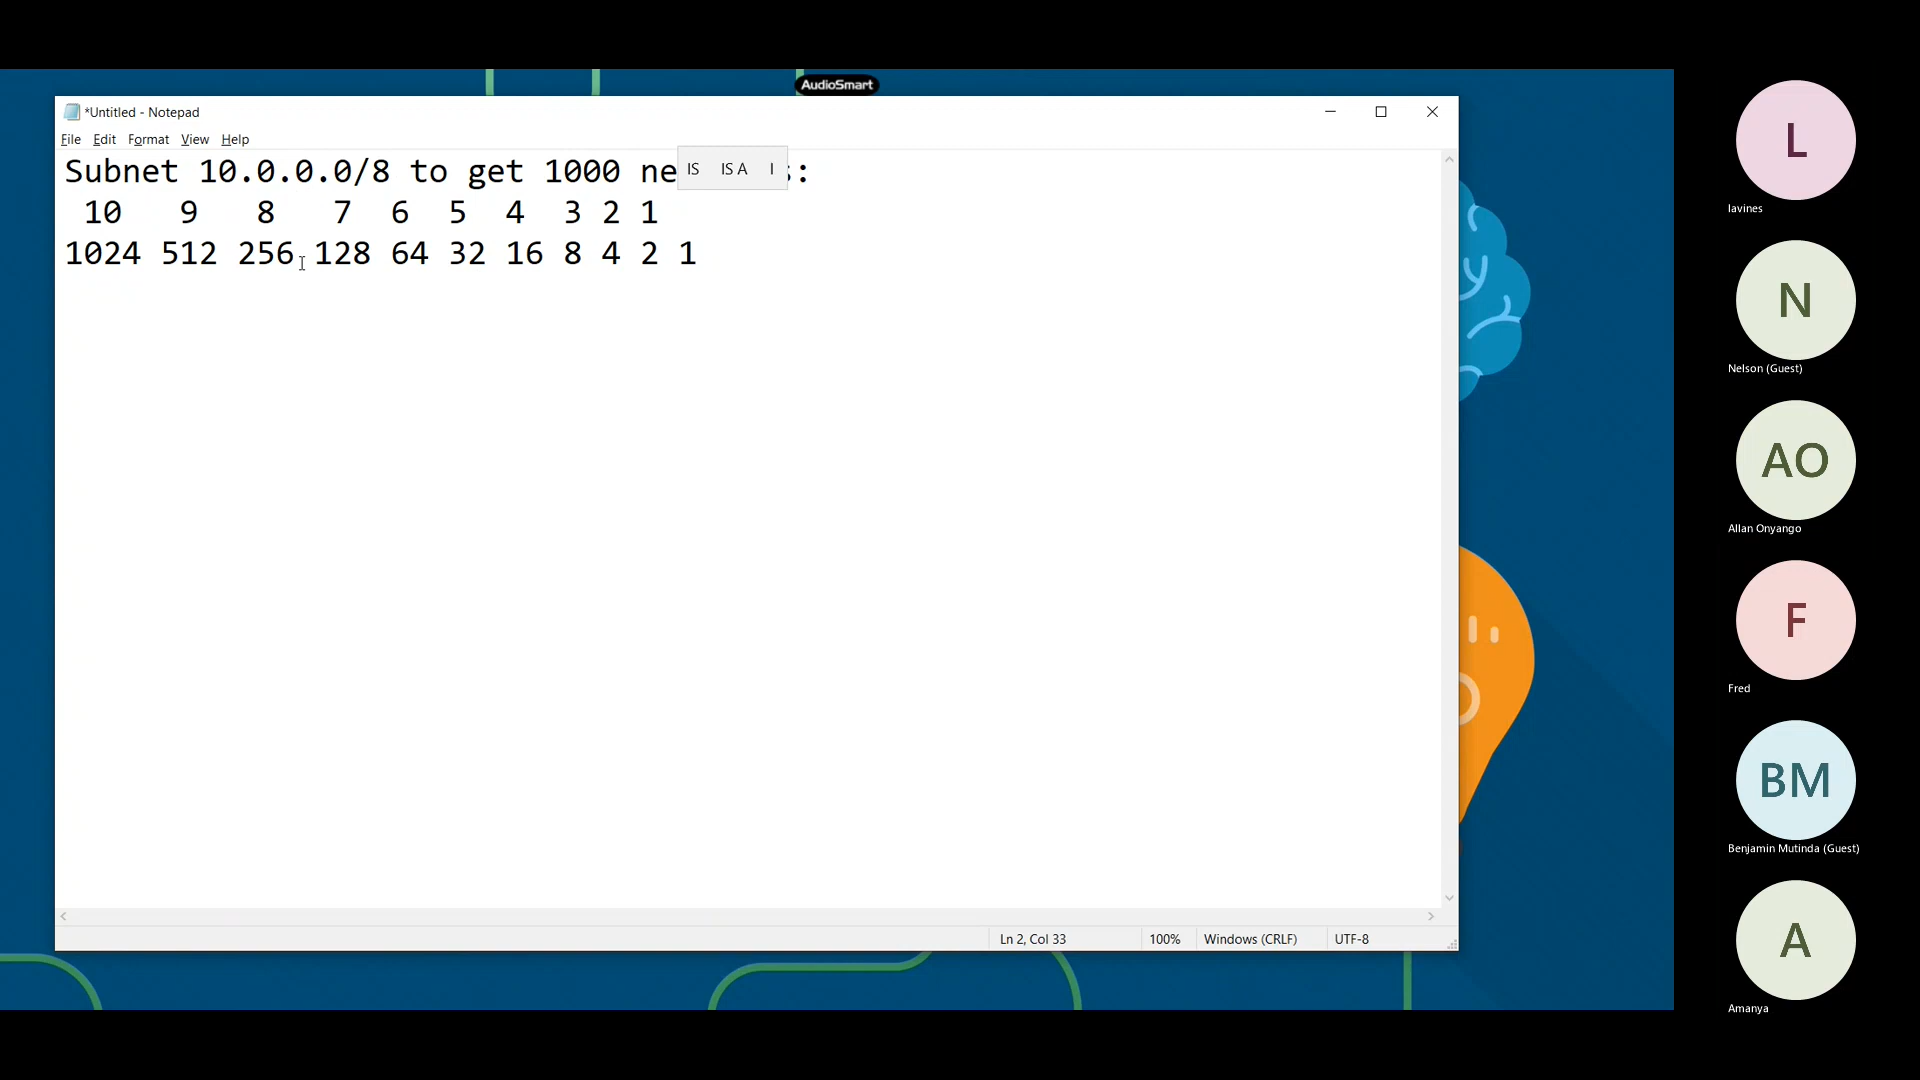 AudioSmart
*Untitled - Notepad
File Edit Format View Help
Subnet 10.0.0.0/8 to get 1000 ne :
IS IS A I
10 9 8 7 6 5 4 3 2 1
1024 512 256 128 64 32 16 8 4 2 1
Ln 2, Col 33 100% Windows (CRLF) UTF-8
L
lavines
N
Nelson (Guest)
AO
Allan Onyango
F
Fred
BM
Benjamin Mutinda (Guest)
A
Amanya